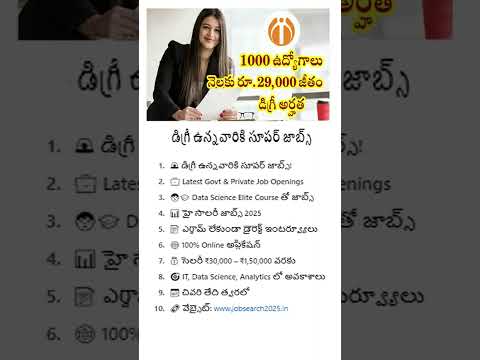 1000 ఉద్యోగాలు
నెలకు రూ. 29,000 జీతం
డిగ్రీ అర్హత
డిగ్రీ ఉన్నవారికి సూపర్ జాబ్స్
1. డిగ్రీ ఉన్నవారికి సూపర్ జాబ్స్!
2. Latest Govt & Private Job Openings
3. Data Science Elite Course తో జాబ్స్
4. హై సాలరీ జాబ్స్ 2025
5. ఎగ్జామ్ లేకుండా డైరెక్ట్ ఇంటర్వ్యూలు
6. 100% Online అప్లికేషన్
7. సెలరీ ₹30,000 – ₹1,50,000 వరకు
8. IT, Data Science, Analytics లో అవకాశాలు
9. చివరి తేది త్వరలో
10. వెబ్సైట్: www.jobsearch2025.in